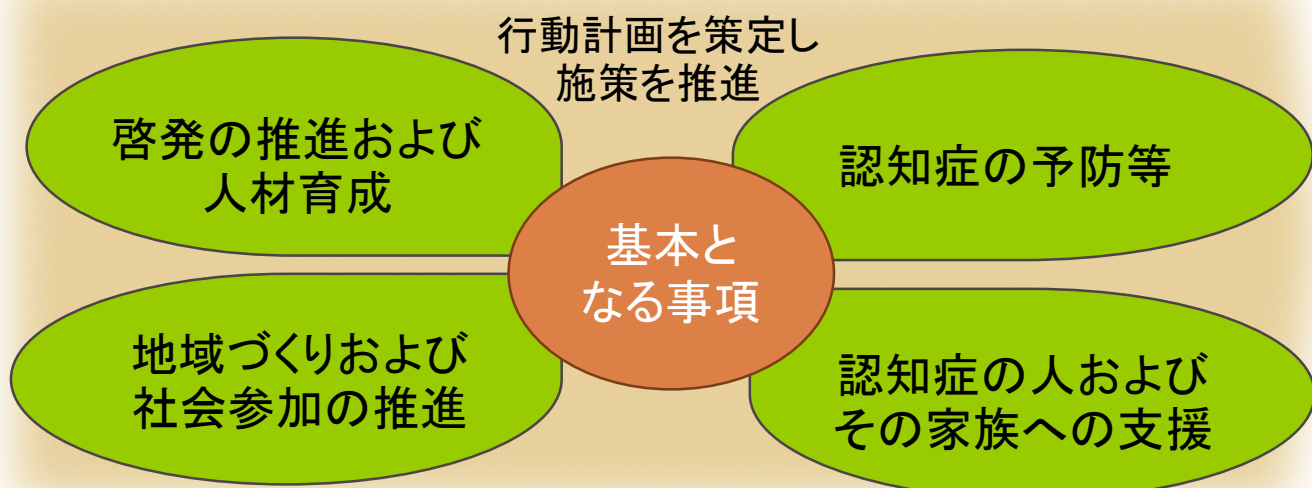 行動計画を策定し
施策を推進
啓発の推進および
人材育成
認知症の予防等
基本と
なる事項
地域づくりおよび
社会参加の推進
認知症の人および
その家族への支援